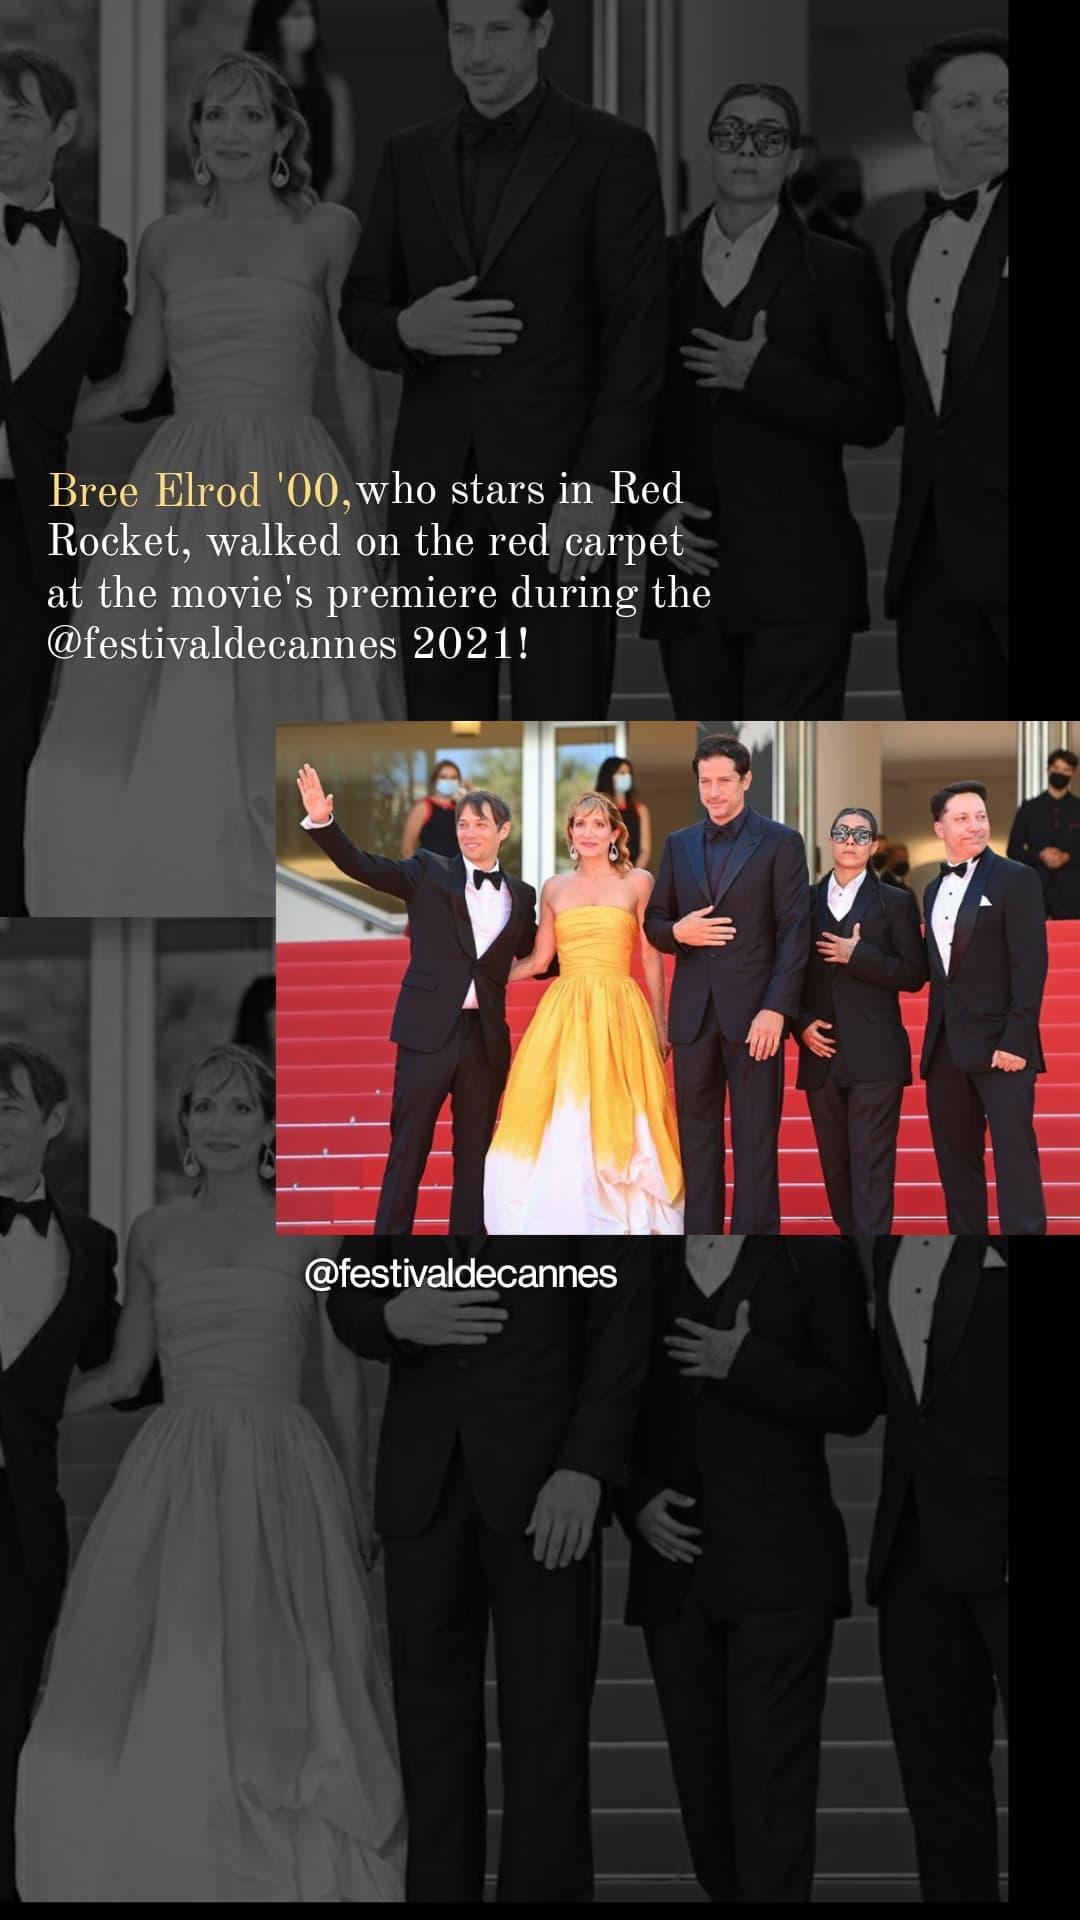 Bree Elrod '00, who stars in Red
Rocket, walked on the red carpet
at the movie's premiere during the
@festivaldecannes 2021!
@festivaldecannes